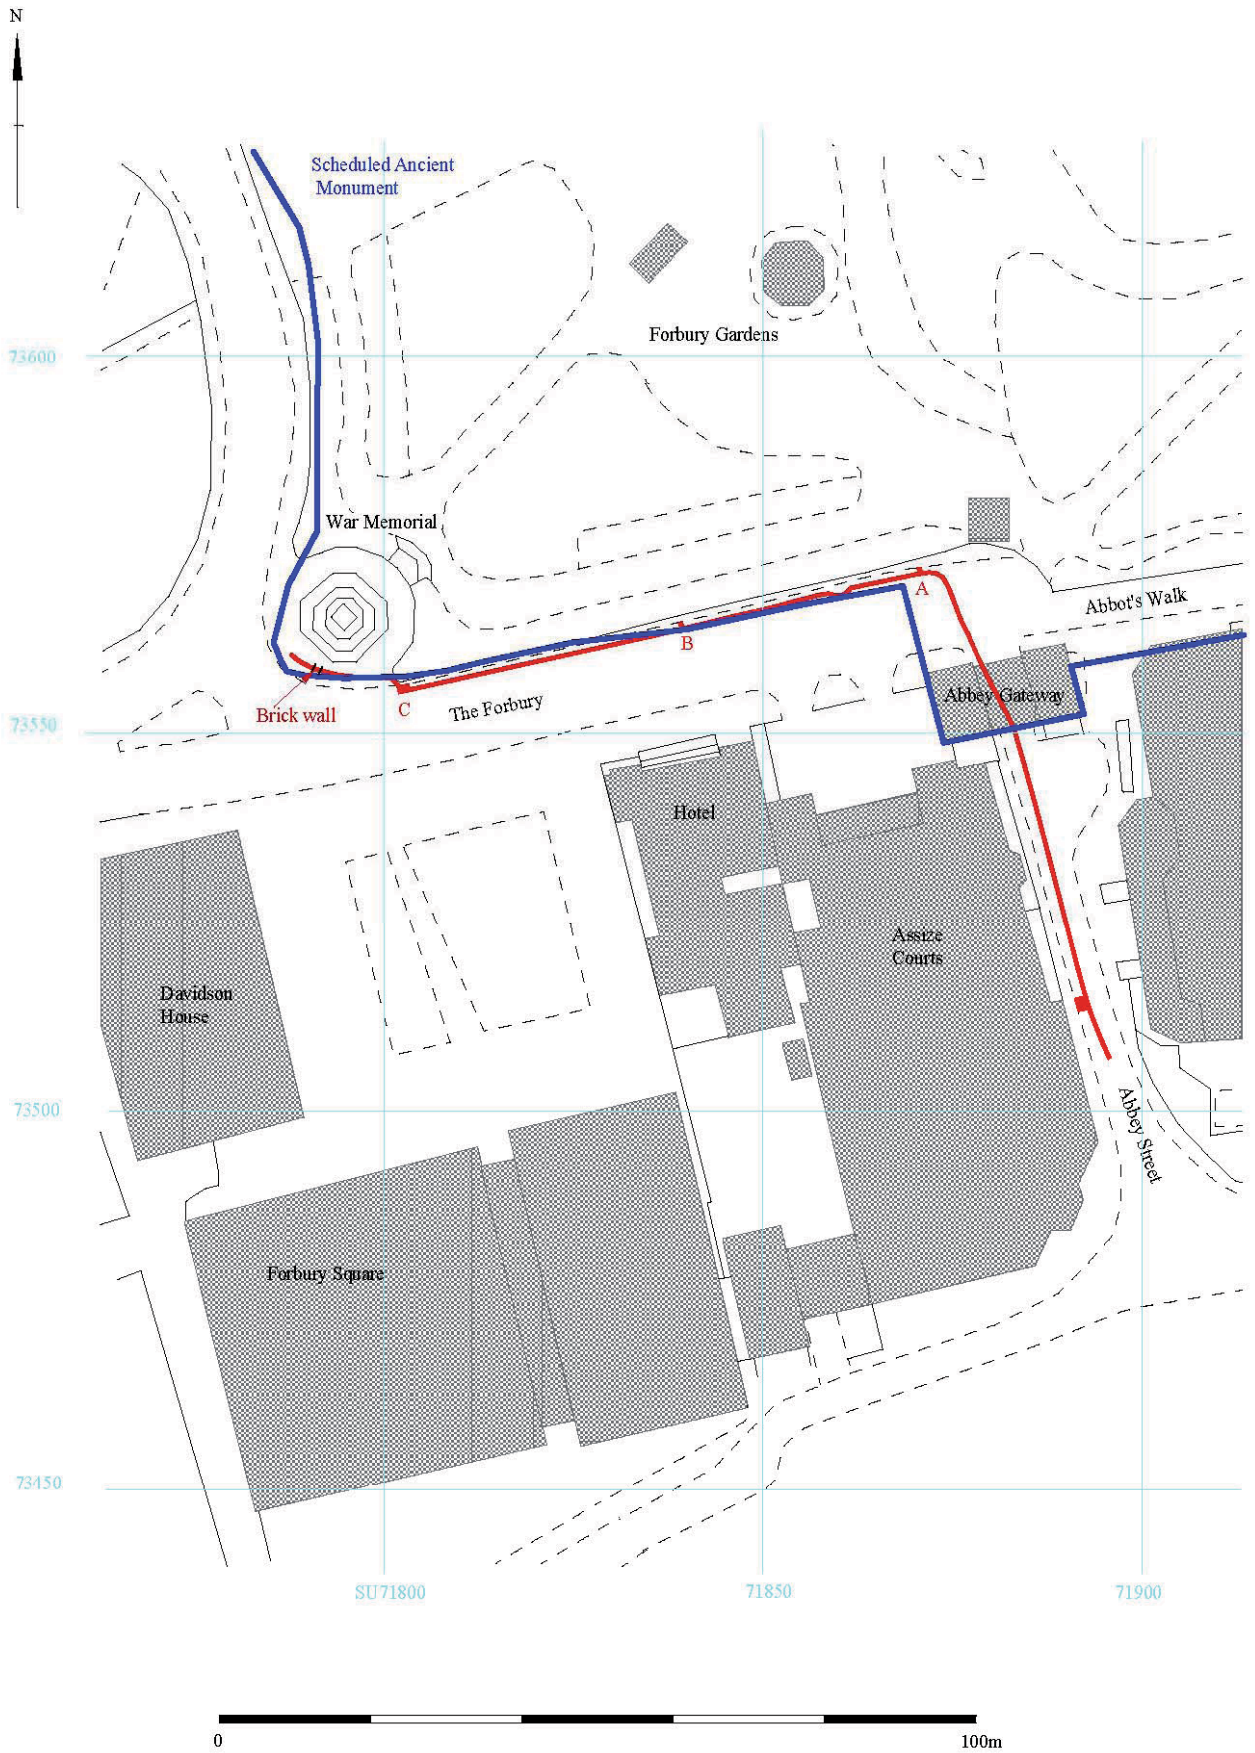 N
Scheduled Ancient
Monument
Forbury Gardens
73600
War Memorial
A
Abbot's Walk
B
Abbey Gateway
Brick wall
C
The Forbury
73550
Hotel
Assize
Courts
Davidson
House
73500
Abbey Street
Forbury Square
73450
SU71800
71850
71900
0
100m